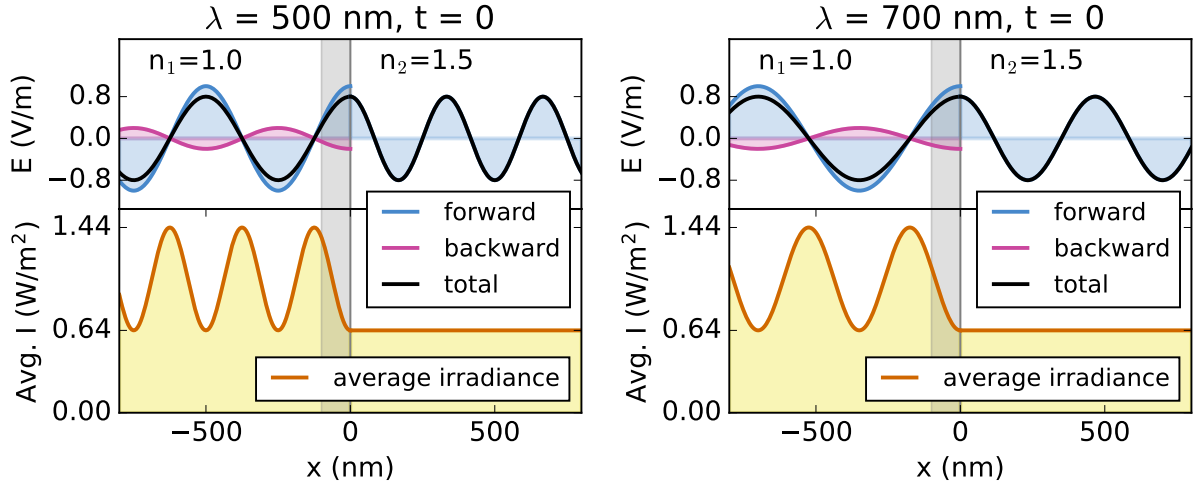 λ = 500 nm, t = 0
n₁=1.0
n₂=1.5
E (V/m)
0.8
0.0
−0.8
forward
backward
total
Avg. I (W/m²)
1.44
0.64
0.00
average irradiance
−500
0
500
x (nm)
λ = 700 nm, t = 0
n₁=1.0
n₂=1.5
E (V/m)
0.8
0.0
−0.8
forward
backward
total
Avg. I (W/m²)
1.44
0.64
0.00
average irradiance
−500
0
500
x (nm)